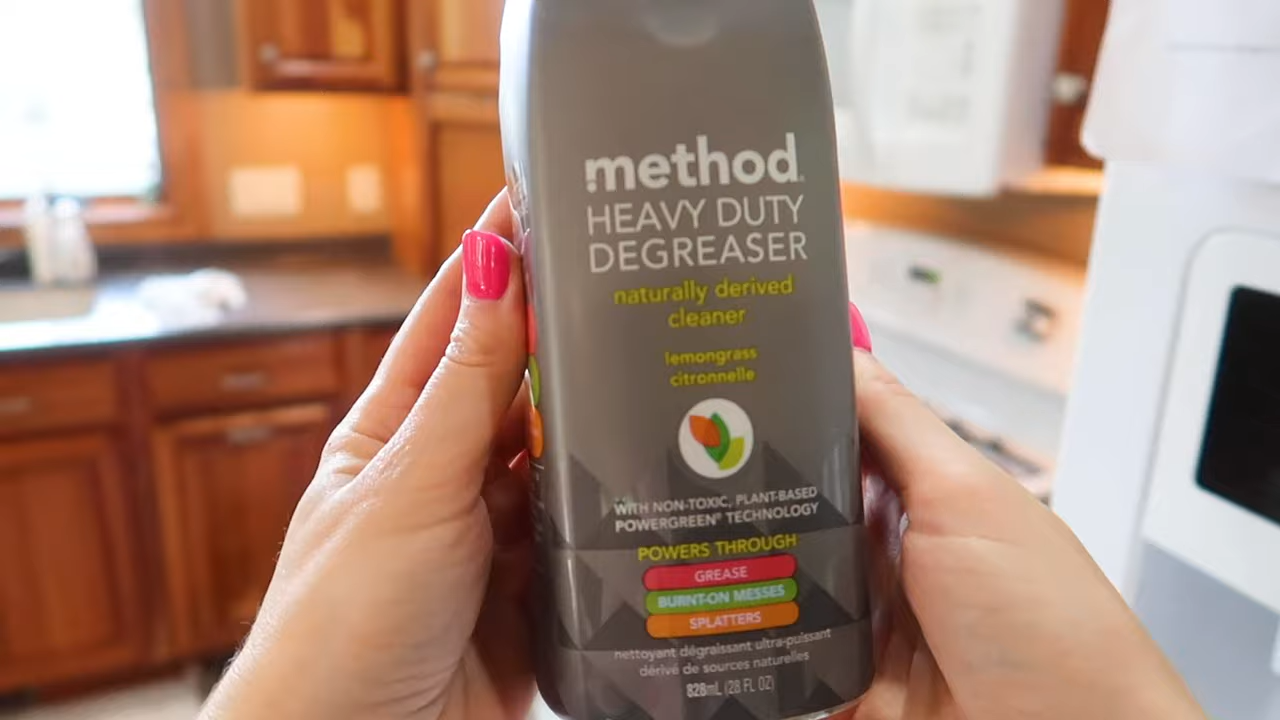 method
HEAVY DUTY
DEGREASER
naturally derived
cleaner
lemongrass
citronnelle
WITH NON-TOXIC, PLANT-BASED
POWERGREEN® TECHNOLOGY
POWERS THROUGH
GREASE
BURNT-ON MESSES
SPLATTERS
nettoyant dégraissant ultra-puissant
dérivé de sources naturelles
828mL (28 FL OZ)